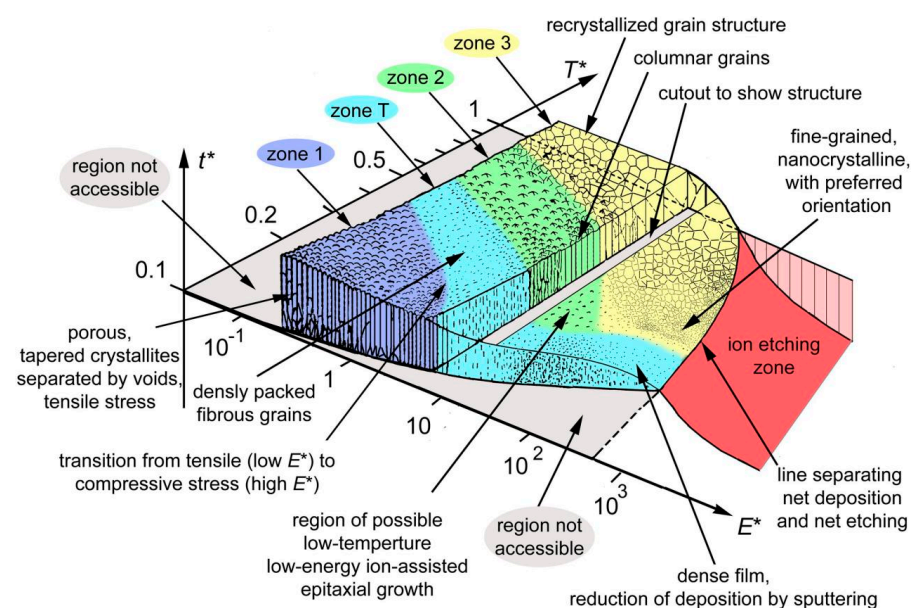 recrystallized grain structure
columnar grains
cutout to show structure
fine-grained,
nanocrystalline,
with preferred
orientation
zone 3
zone 2
zone T
zone 1
T*
1
0.5
0.2
0.1
t*
region not
accessible
porous,
tapered crystallites
separated by voids,
tensile stress
10-1
1
10
10²
10³
E*
densly packed
fibrous grains
transition from tensile (low E*) to
compressive stress (high E*)
region of possible
low-temperture
low-energy ion-assisted
epitaxial growth
region not
accessible
ion etching
zone
line separating
net deposition
and net etching
dense film,
reduction of deposition by sputtering